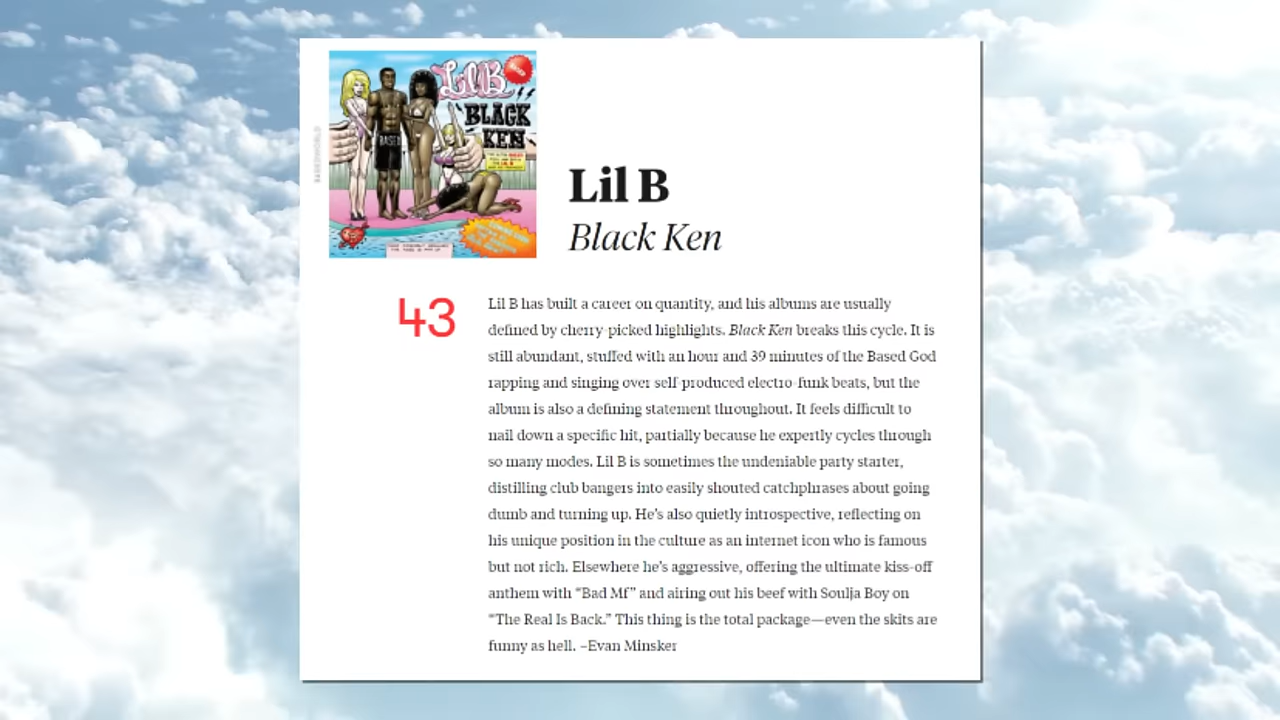 Lil B
BLACK
KEN
BASED
Lil B
Black Ken
43
Lil B has built a career on quantity, and his albums are usually
defined by cherry-picked highlights. Black Ken breaks this cycle. It is
still abundant, stuffed with an hour and 39 minutes of the Based God
rapping and singing over self-produced electro-funk beats, but the
album is also a defining statement throughout. It feels difficult to
nail down a specific hit, partially because he expertly cycles through
so many modes. Lil B is sometimes the undeniable party starter,
distilling club bangers into easily shouted catchphrases about going
dumb and turning up. He’s also quietly introspective, reflecting on
his unique position in the culture as an internet icon who is famous
but not rich. Elsewhere he’s aggressive, offering the ultimate kiss-off
anthem with “Bad Mf” and airing out his beef with Soulja Boy on
“The Real Is Back.” This thing is the total package—even the skits are
funny as hell. –Evan Minsker